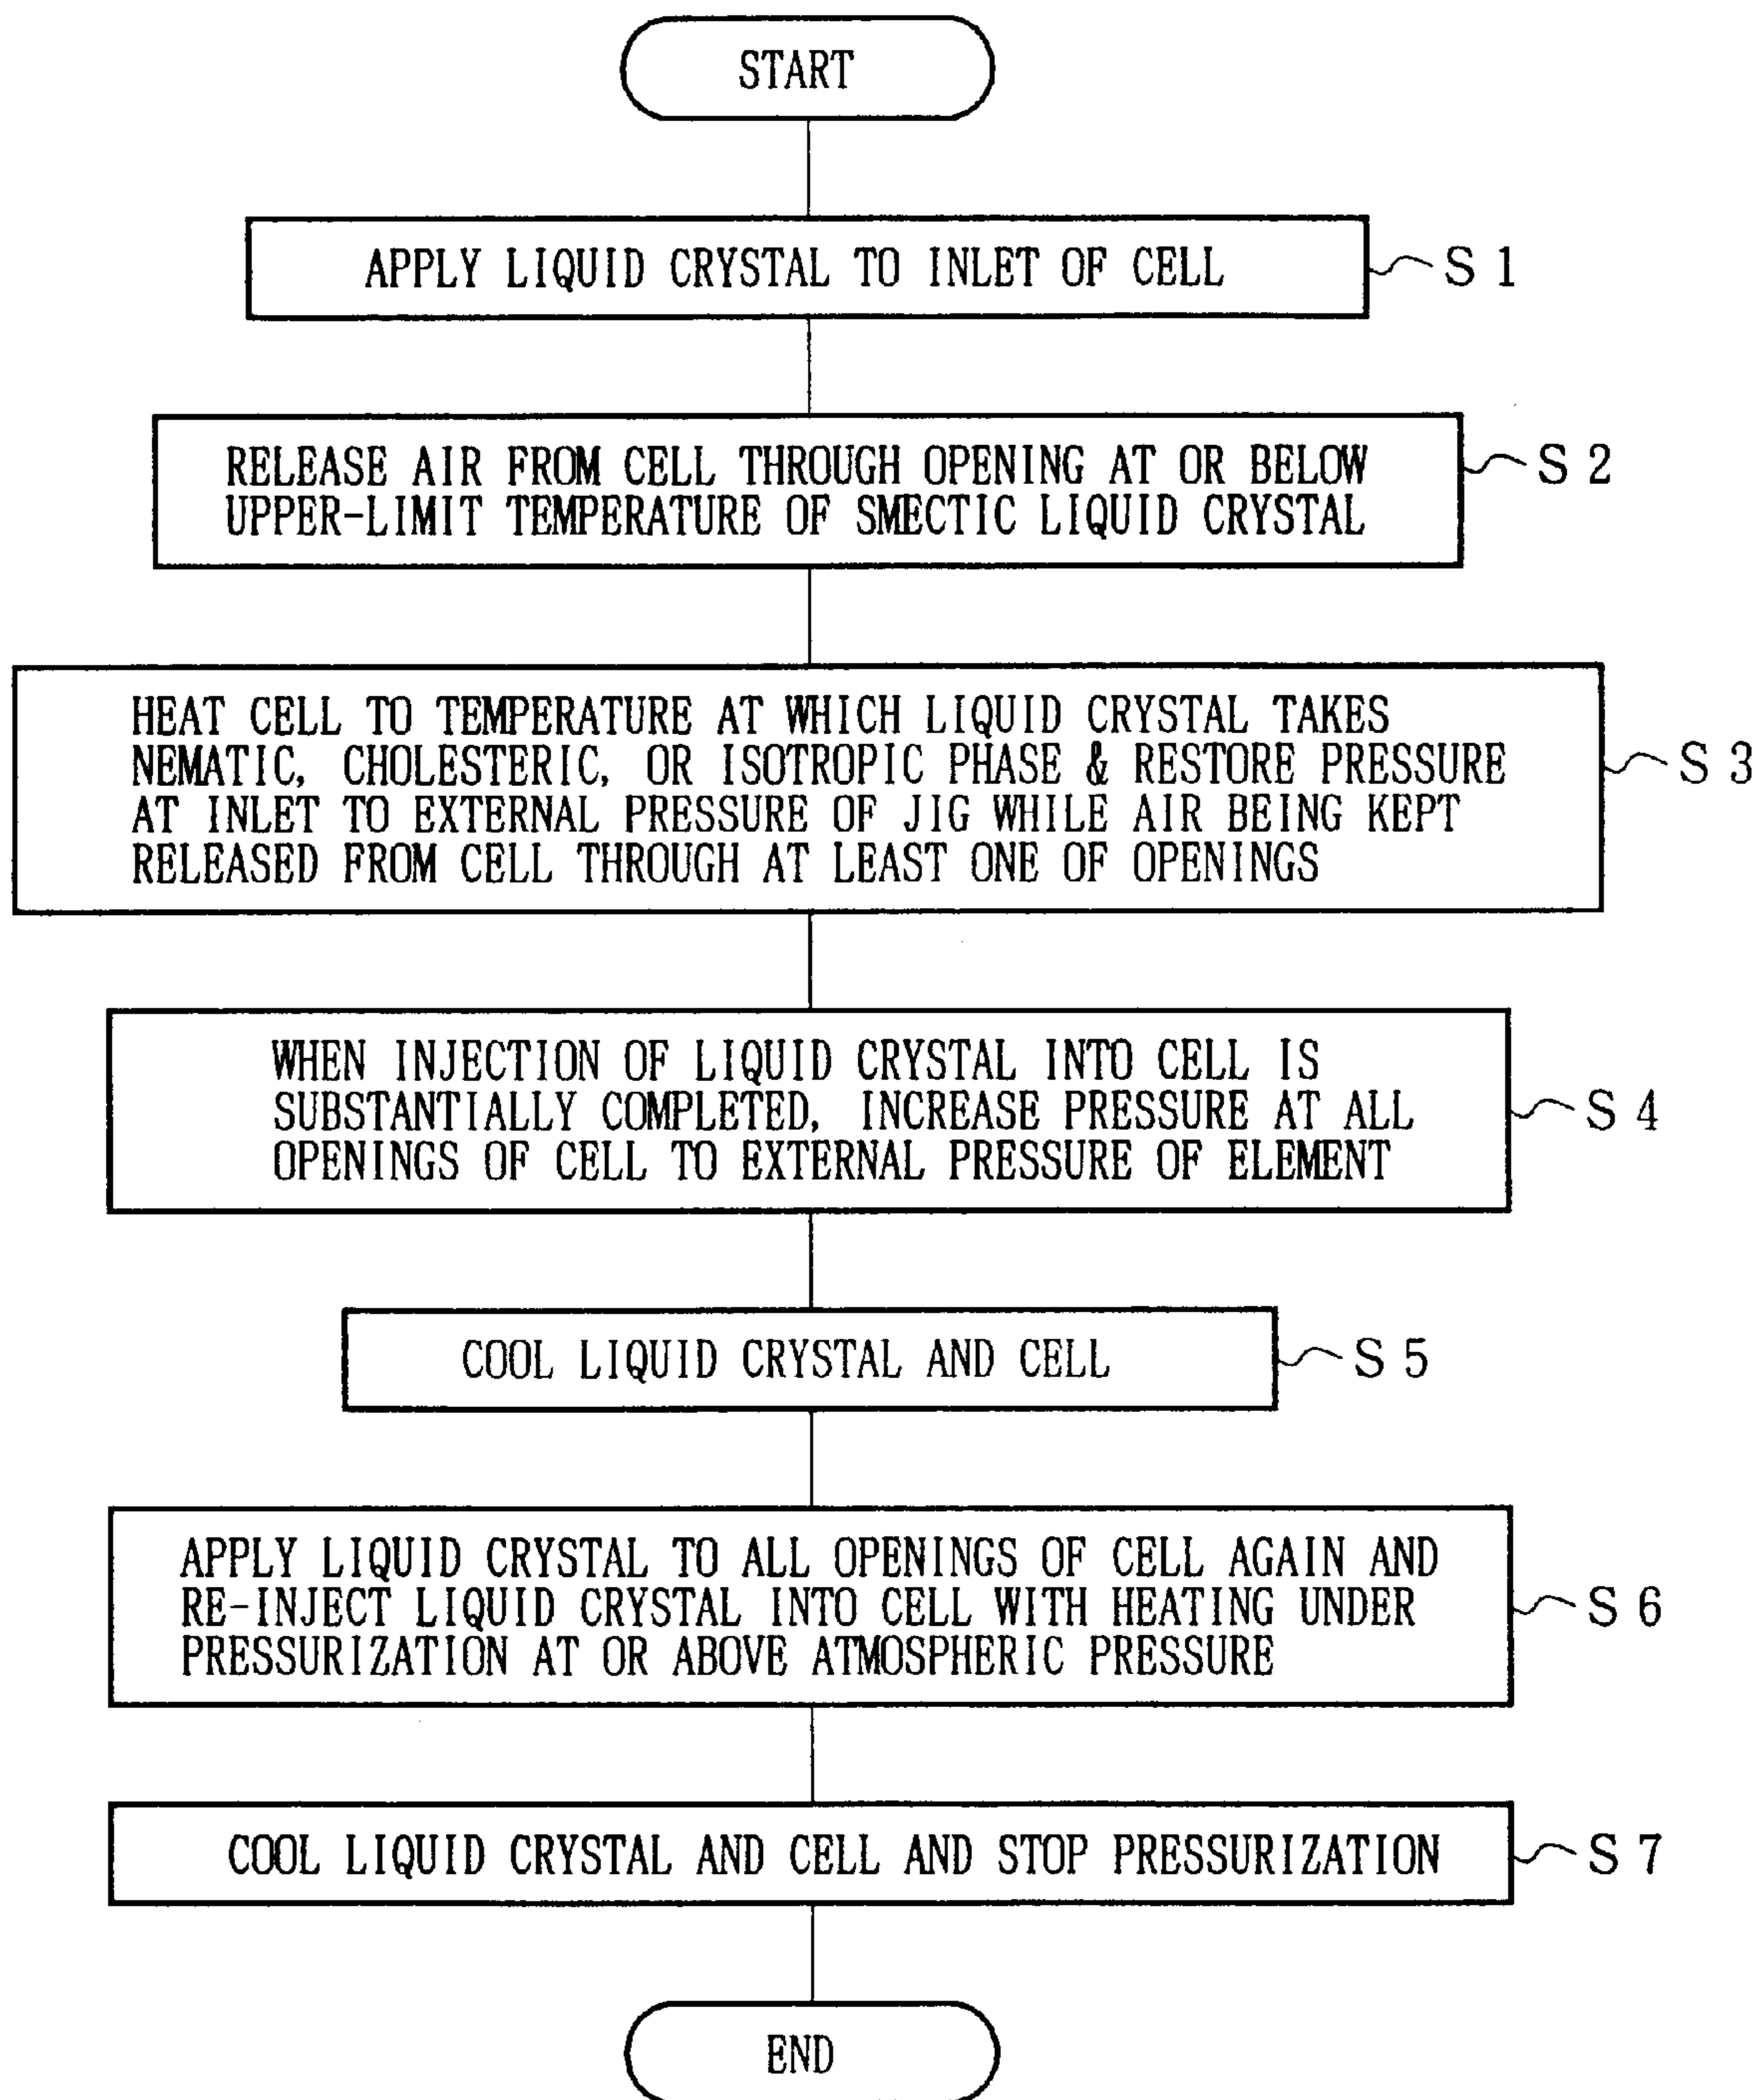 START
APPLY LIQUID CRYSTAL TO INLET OF CELL
S 1
RELEASE AIR FROM CELL THROUGH OPENING AT OR BELOW
UPPER-LIMIT TEMPERATURE OF SMECTIC LIQUID CRYSTAL
S 2
HEAT CELL TO TEMPERATURE AT WHICH LIQUID CRYSTAL TAKES
NEMATIC, CHOLESTERIC, OR ISOTROPIC PHASE & RESTORE PRESSURE
AT INLET TO EXTERNAL PRESSURE OF JIG WHILE AIR BEING KEPT
RELEASED FROM CELL THROUGH AT LEAST ONE OF OPENINGS
S 3
WHEN INJECTION OF LIQUID CRYSTAL INTO CELL IS
SUBSTANTIALLY COMPLETED, INCREASE PRESSURE AT ALL
OPENINGS OF CELL TO EXTERNAL PRESSURE OF ELEMENT
S 4
COOL LIQUID CRYSTAL AND CELL
S 5
APPLY LIQUID CRYSTAL TO ALL OPENINGS OF CELL AGAIN AND
RE-INJECT LIQUID CRYSTAL INTO CELL WITH HEATING UNDER
PRESSURIZATION AT OR ABOVE ATMOSPHERIC PRESSURE
S 6
COOL LIQUID CRYSTAL AND CELL AND STOP PRESSURIZATION
S 7
END